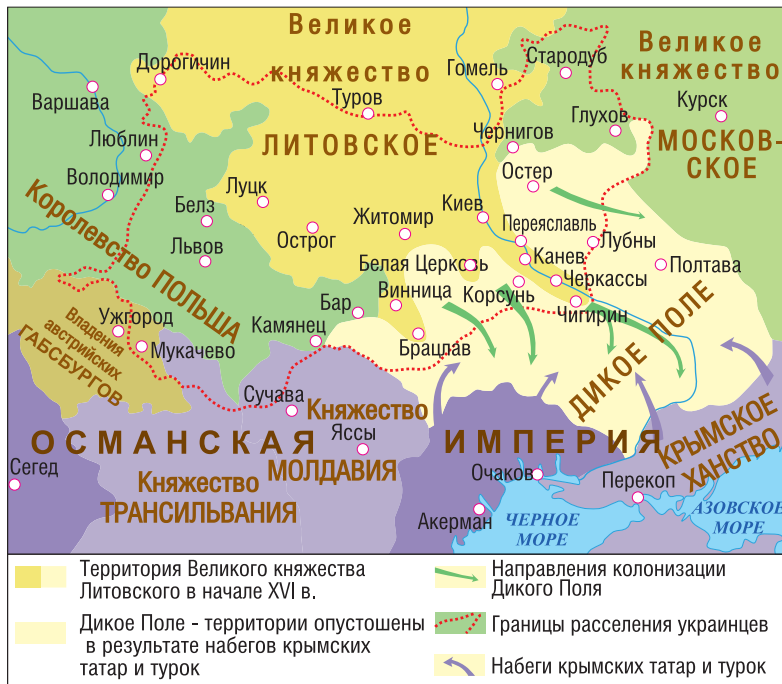 Великое
княжество
ЛИТОВСКОЕ
Великое
княжество
МОСКОВ-
СКОЕ
Дорогичин
Варшава
Туров
Гомель
Стародуб
Курск
Глухов
Чернигов
Люблин
Володимир
Остер
Луцк
Белз
Львов
Острог
Житомир
Киев
Переяславль
Лубны
Полтава
Канев
Белая Церковь
Черкассы
Корсунь
Винница
Чигирин
Бар
Брацлав
Камянец
Королевство ПОЛЬША
Владения
австрийских
ГАБСБУРГОВ
Ужгород
Мукачево
ДИКОЕ ПОЛЕ
Сучава
Княжество
МОЛДАВИЯ
Яссы
ОСМАНСКАЯ ИМПЕРИЯ
КРЫМСКОЕ
ХАНСТВО
Сегед
Княжество
ТРАНСИЛЬВАНИЯ
Очаков
Перекоп
Акерман
ЧЕРНОЕ
МОРЕ
АЗОВСКОЕ
МОРЕ
Территория Великого княжества
Литовского в начале XVI в.
Дикое Поле - территории опустошены
в результате набегов крымских
татар и турок
Направления колонизации
Дикого Поля
Границы расселения украинцев
Набеги крымских татар и турок